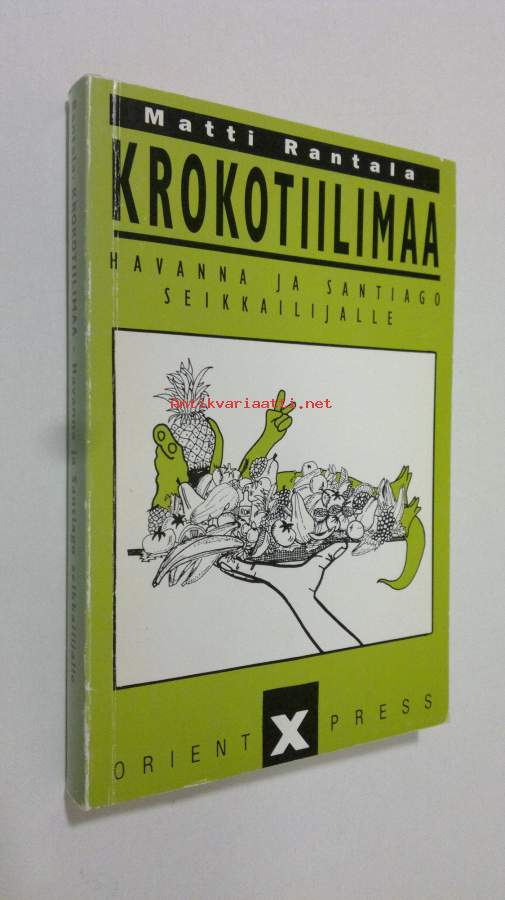 Matti Rantala
KROKOTIILIMAA
HAVANNA JA SANTIAGO
SEIKKAILIJALLE
Antikvariaatti.net
ORIENT X PRESS
Rantala: KROKOTIILIMAA - Havanna ja Santiago seikkailijalle